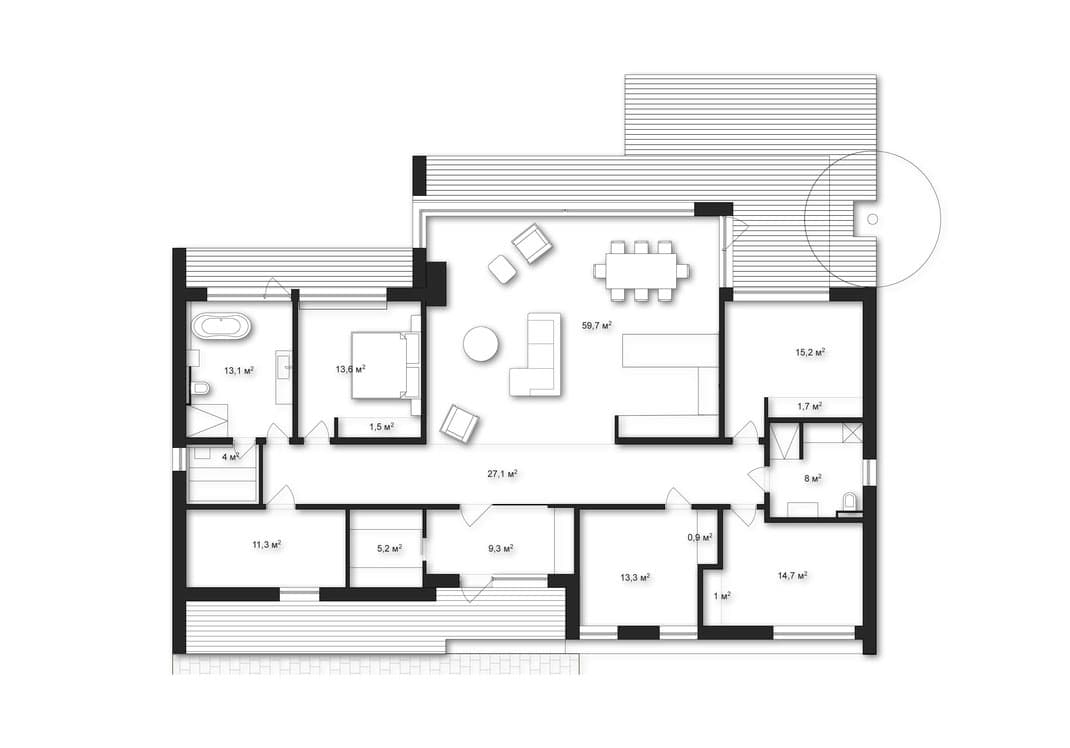 59,7 м²
15,2 м²
13,1 м²
13,6 м²
1,7 м²
1,5 м²
4 м²
27,1 м²
8 м²
0,9 м²
11,3 м²
5,2 м²
9,3 м²
13,3 м²
14,7 м²
1 м²